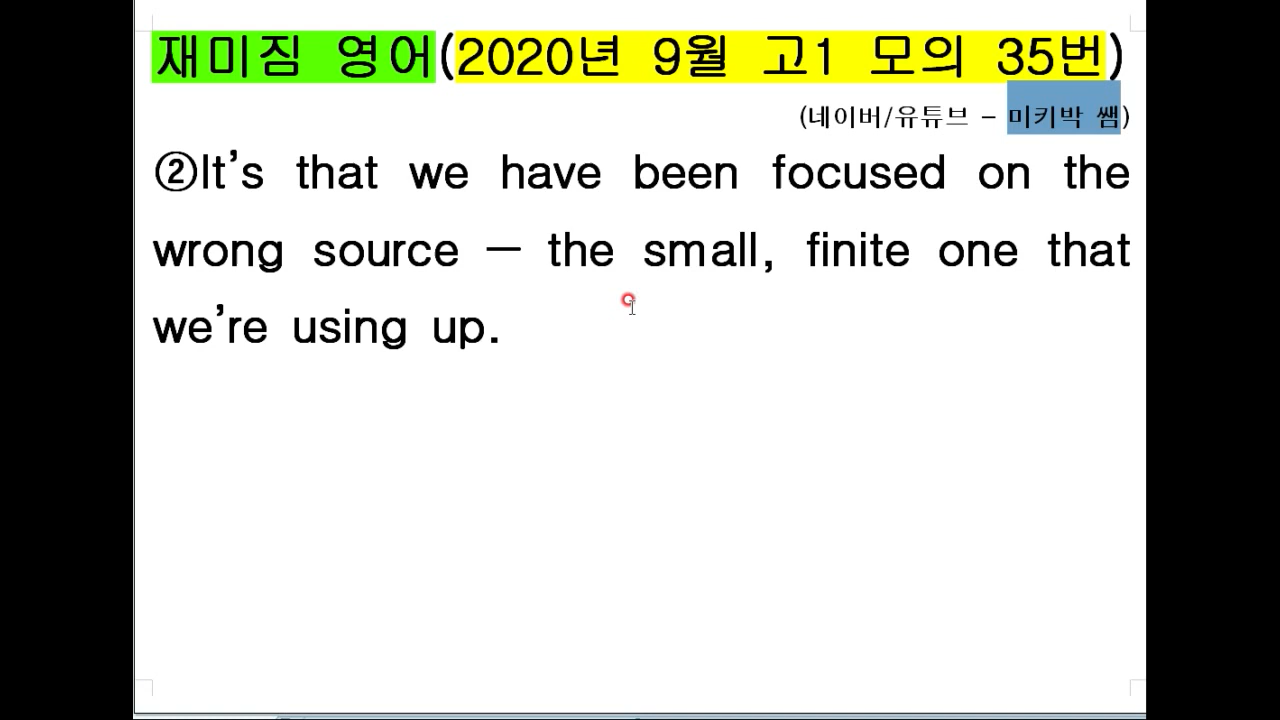 재미짐 영어(2020년 9월 고1 모의 35번)
(네이버/유튜브 – 미키박 쌤)
②It's that we have been focused on the
wrong source — the small, finite one that
we're using up.